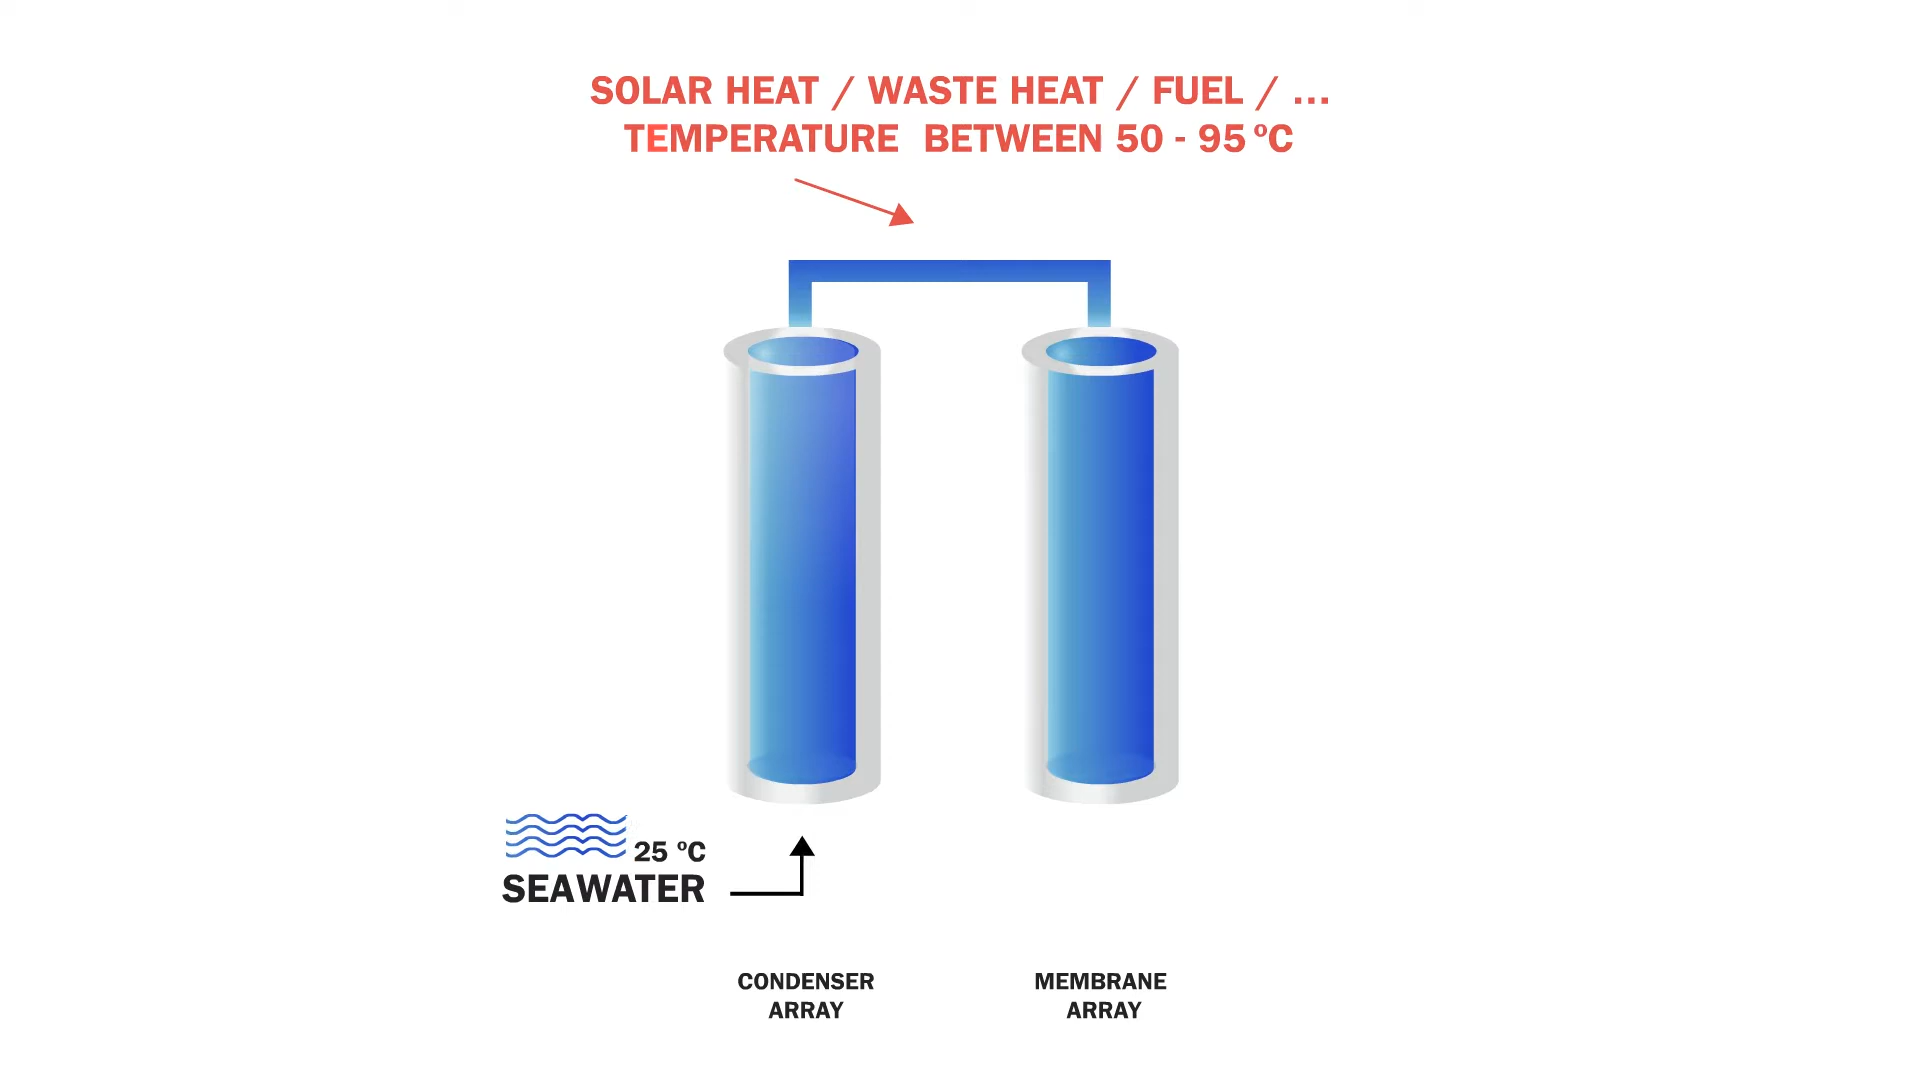 SOLAR HEAT / WASTE HEAT / FUEL / ...
TEMPERATURE BETWEEN 50 - 95 ºC
25 ºC
SEAWATER
CONDENSER
ARRAY
MEMBRANE
ARRAY